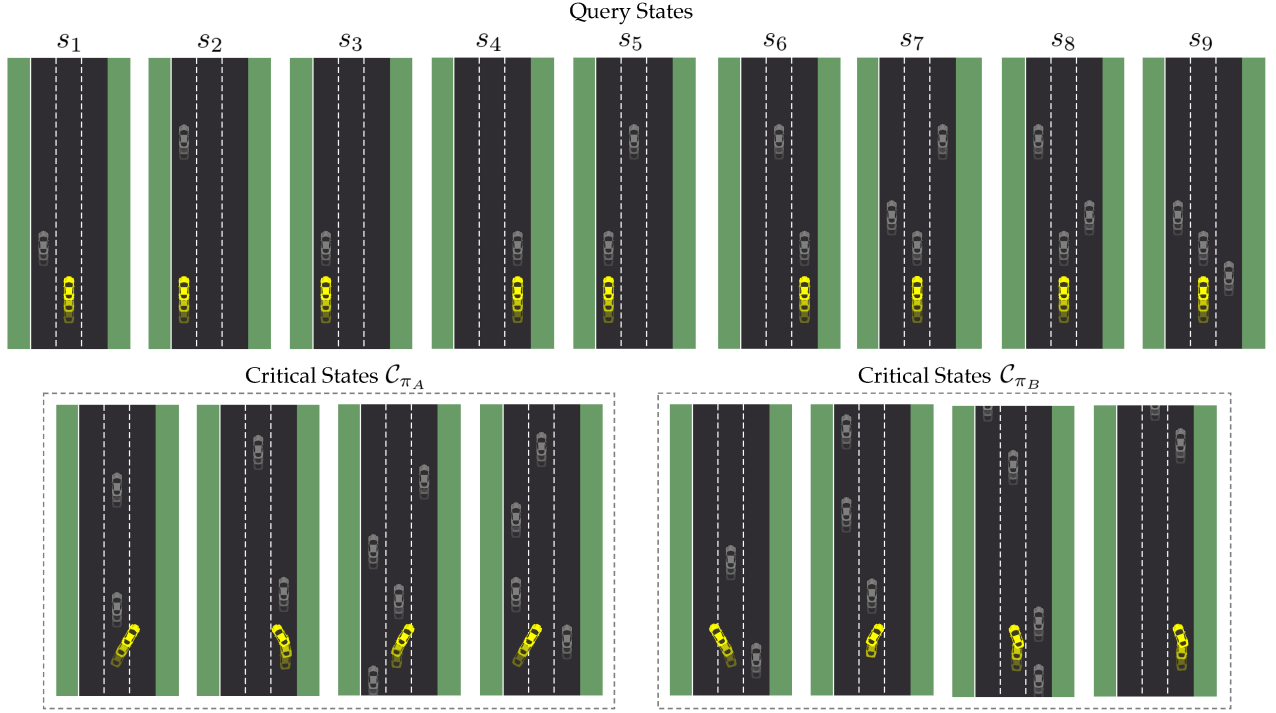 Query States
s₁ s₂ s₃ s₄ s₅ s₆ s₇ s₈ s₉
Critical States 𝒞_{π_A} Critical States 𝒞_{π_B}